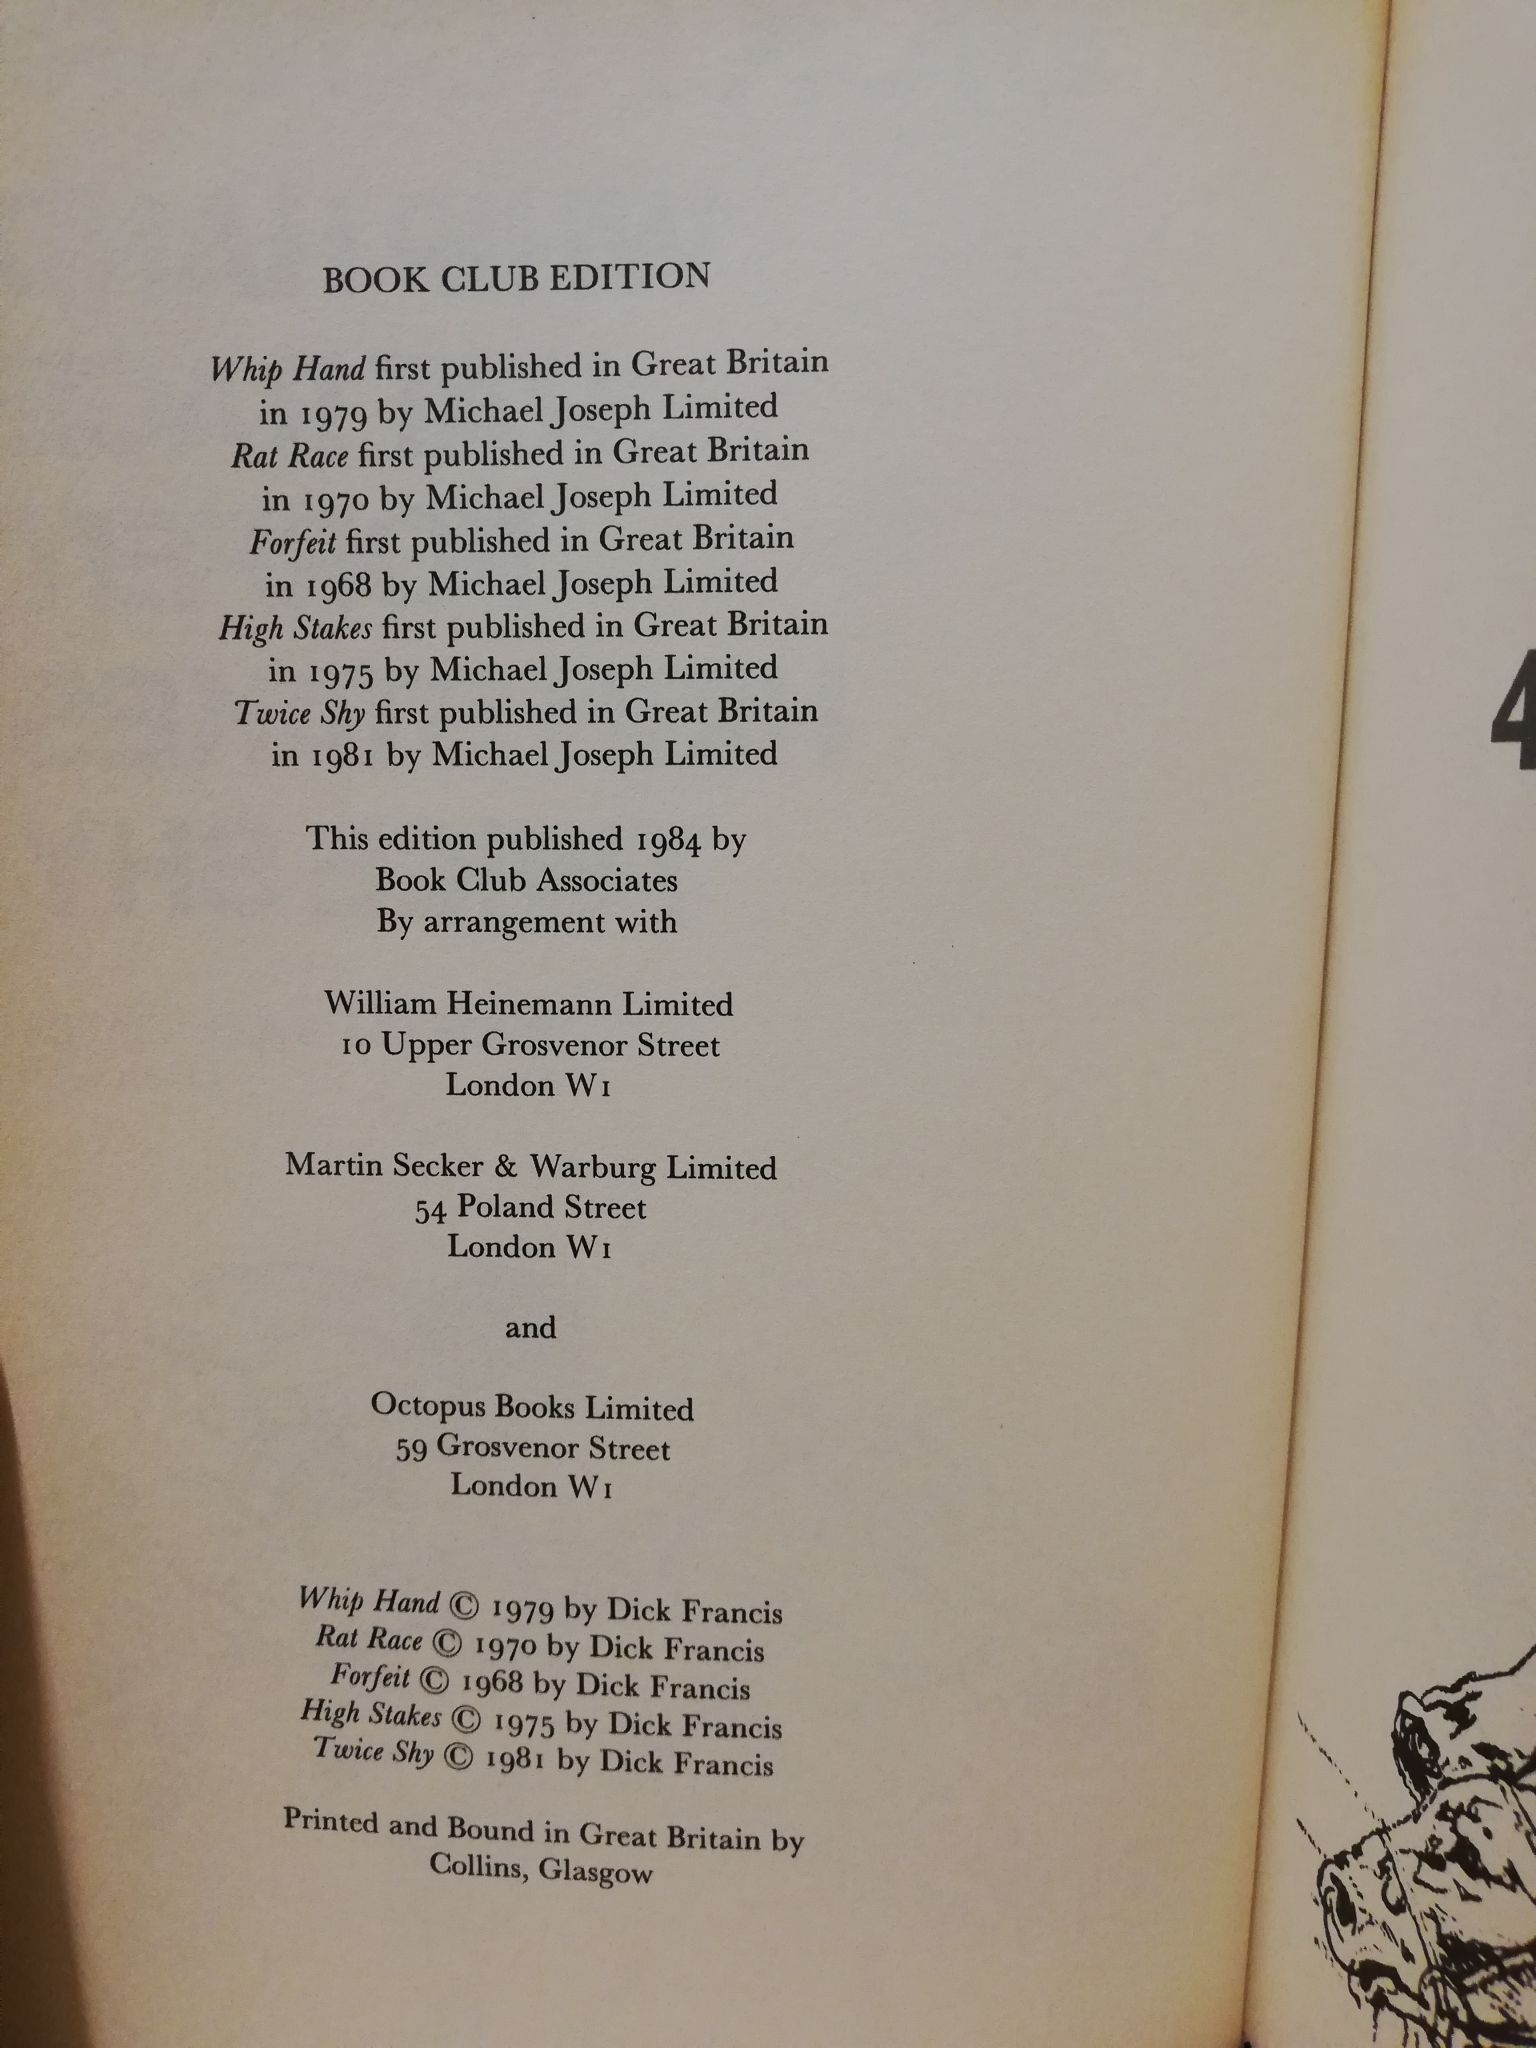 BOOK CLUB EDITION
Whip Hand first published in Great Britain
in 1979 by Michael Joseph Limited
Rat Race first published in Great Britain
in 1970 by Michael Joseph Limited
Forfeit first published in Great Britain
in 1968 by Michael Joseph Limited
High Stakes first published in Great Britain
in 1975 by Michael Joseph Limited
Twice Shy first published in Great Britain
in 1981 by Michael Joseph Limited
This edition published 1984 by
Book Club Associates
By arrangement with
William Heinemann Limited
10 Upper Grosvenor Street
London W1
Martin Secker & Warburg Limited
54 Poland Street
London W1
and
Octopus Books Limited
59 Grosvenor Street
London W1
Whip Hand © 1979 by Dick Francis
Rat Race © 1970 by Dick Francis
Forfeit © 1968 by Dick Francis
High Stakes © 1975 by Dick Francis
Twice Shy © 1981 by Dick Francis
Printed and Bound in Great Britain by
Collins, Glasgow
4